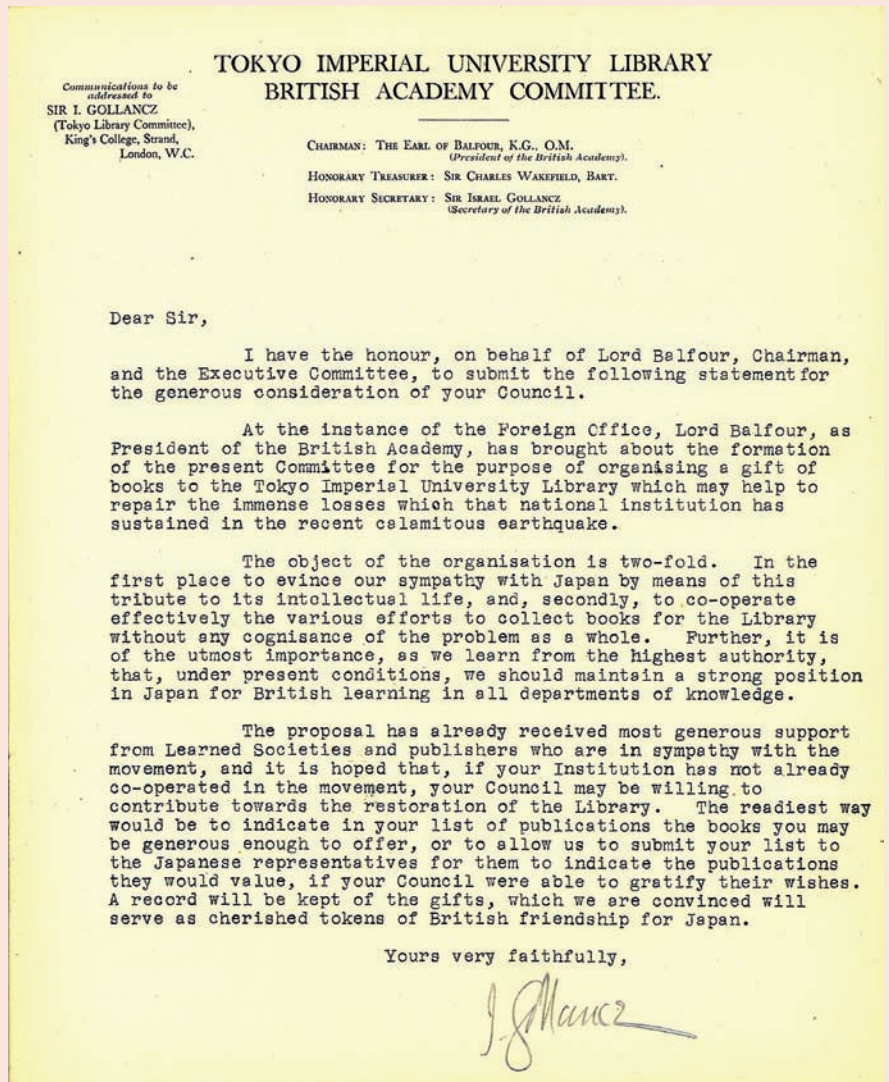 TOKYO IMPERIAL UNIVERSITY LIBRARY
BRITISH ACADEMY COMMITTEE.
Communications to be
addressed to
SIR I. GOLLANCZ
(Tokyo Library Committee),
King's College, Strand,
London, W.C.
CHAIRMAN: THE EARL OF BALFOUR, K.G., O.M.
(President of the British Academy).
HONORARY TREASURER: SIR CHARLES WAKEFIELD, BART.
HONORARY SECRETARY: SIR ISRAEL GOLLANCZ
(Secretary of the British Academy).
Dear Sir,
I have the honour, on behalf of Lord Balfour, Chairman,
and the Executive Committee, to submit the following statement for
the generous consideration of your Council.
At the instance of the Foreign Office, Lord Balfour, as
President of the British Academy, has brought about the formation
of the present Committee for the purpose of organising a gift of
books to the Tokyo Imperial University Library which may help to
repair the immense losses which that national institution has
sustained in the recent calamitous earthquake.
The object of the organisation is two-fold. In the
first place to evince our sympathy with Japan by means of this
tribute to its intellectual life, and, secondly, to co-operate
effectively the various efforts to collect books for the Library
without any cognisance of the problem as a whole. Further, it is
of the utmost importance, as we learn from the highest authority,
that, under present conditions, we should maintain a strong position
in Japan for British learning in all departments of knowledge.
The proposal has already received most generous support
from Learned Societies and publishers who are in sympathy with the
movement, and it is hoped that, if your Institution has not already
co-operated in the movement, your Council may be willing to
contribute towards the restoration of the Library. The readiest way
would be to indicate in your list of publications the books you may
be generous enough to offer, or to allow us to submit your list to
the Japanese representatives for them to indicate the publications
they would value, if your Council were able to gratify their wishes.
A record will be kept of the gifts, which we are convinced will
serve as cherished tokens of British friendship for Japan.
Yours very faithfully,
I. Gollancz